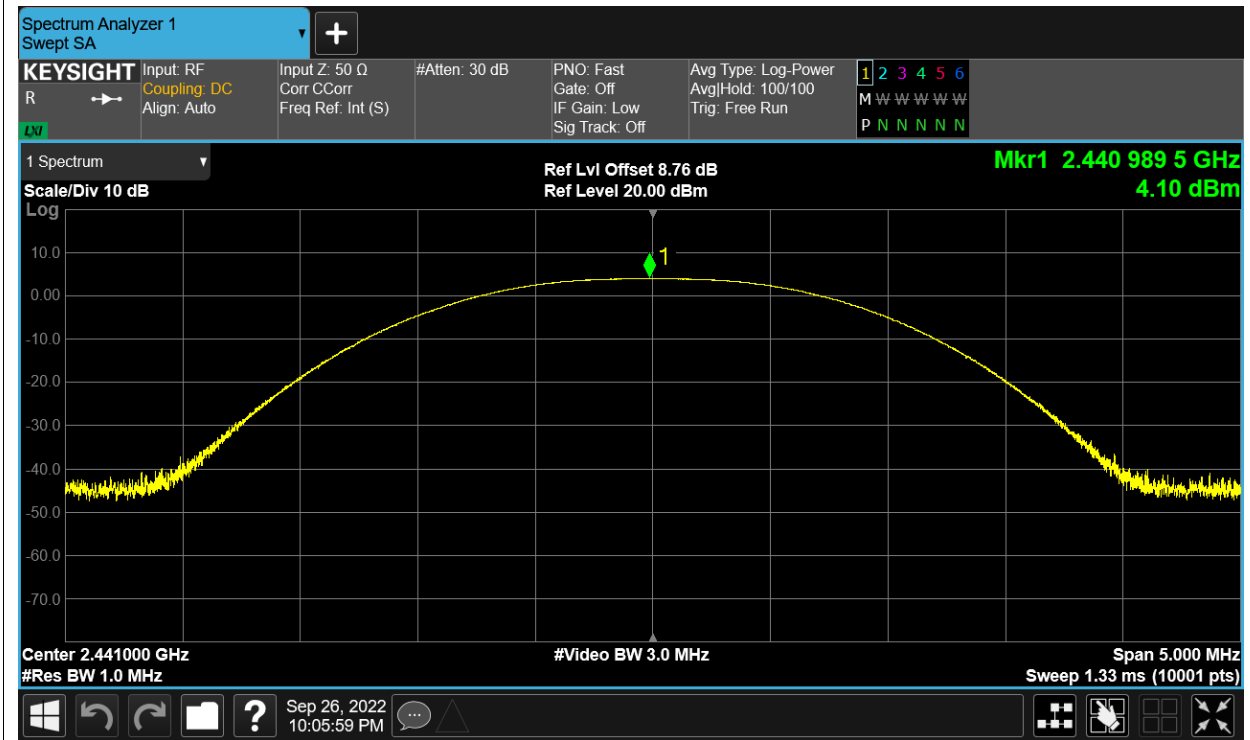 Spectrum Analyzer 1
Swept SA
KEYSIGHT
R
LXI
Input: RF
Coupling: DC
Align: Auto
Input Z: 50 Ω
Corr CCorr
Freq Ref: Int (S)
#Atten: 30 dB
PNO: Fast
Gate: Off
IF Gain: Low
Sig Track: Off
Avg Type: Log-Power
Avg|Hold: 100/100
Trig: Free Run
1 2 3 4 5 6
M W W W W W
P N N N N N
1 Spectrum
Scale/Div 10 dB
Log
Ref Lvl Offset 8.76 dB
Ref Level 20.00 dBm
Mkr1 2.440 989 5 GHz
4.10 dBm
1
10.0
0.00
-10.0
-20.0
-30.0
-40.0
-50.0
-60.0
-70.0
Center 2.441000 GHz
#Res BW 1.0 MHz
#Video BW 3.0 MHz
Span 5.000 MHz
Sweep 1.33 ms (10001 pts)
?
Sep 26, 2022
10:05:59 PM